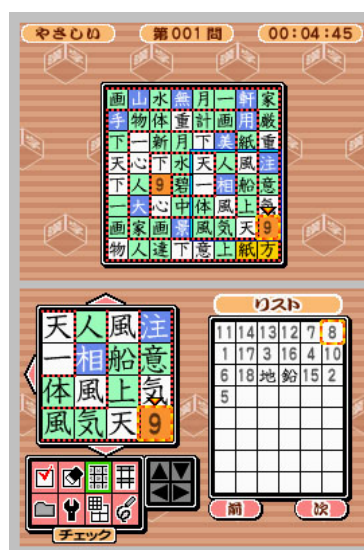 やさしい 第001問 00:04:45
画山水無月一軒家
手物体重計画用厳
下一新月下美紙重
天心下水天人風注
下人9碧一相船意
一大心中体風上気
画家画景風気天9
物人達下意上紙方
リスト
天人風注
一相船意
体風上気
風気天9
11 14 13 12 7 8
1 17 3 16 4 10
6 18 地 鉛 15 2
5
チェック
前 次